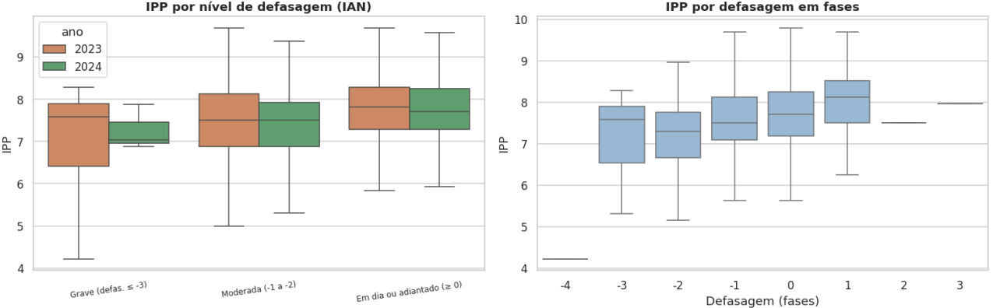 IPP por nível de defasagem (IAN)
ano
2023
2024
IPP
9
8
7
6
5
4
Grave (defas. ≤ -3)
Moderada (-1 a -2)
Em dia ou adiantado (≥ 0)
IPP por defasagem em fases
IPP
10
9
8
7
6
5
4
-4 -3 -2 -1 0 1 2 3
Defasagem (fases)